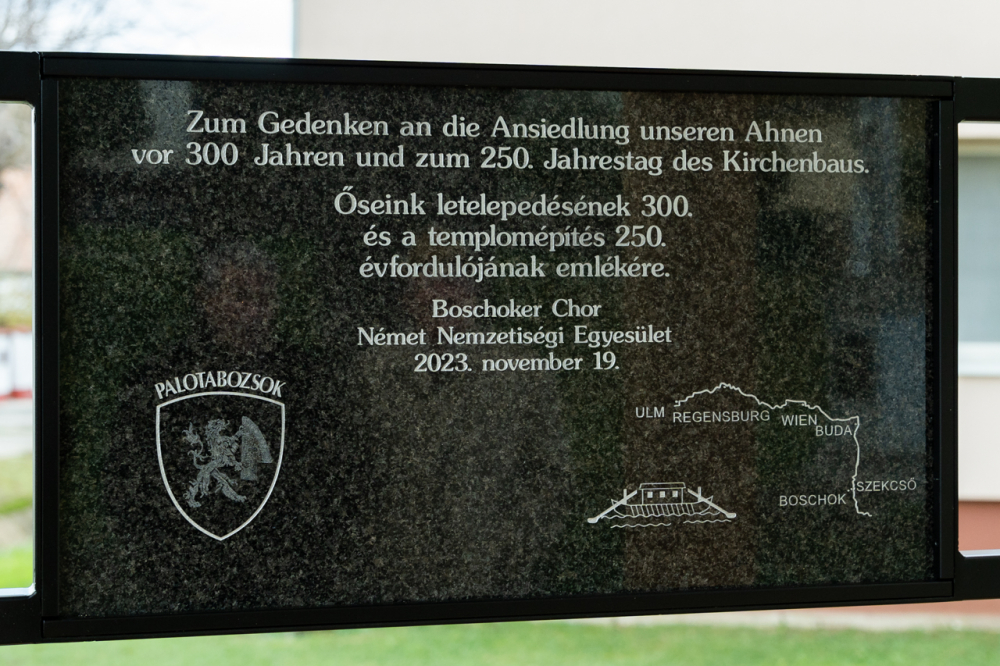 Zum Gedenken an die Ansiedlung unseren Ahnen
vor 300 Jahren und zum 250. Jahrestag des Kirchenbaus.
Őseink letelepedésének 300.
és a templomépítés 250.
évfordulójának emlékére.
Boschoker Chor
Német Nemzetiségi Egyesület
2023. november 19.
PALOTABOZSOK
ULM
REGENSBURG
WIEN
BUDA
SZEKCSŐ
BOSCHOK